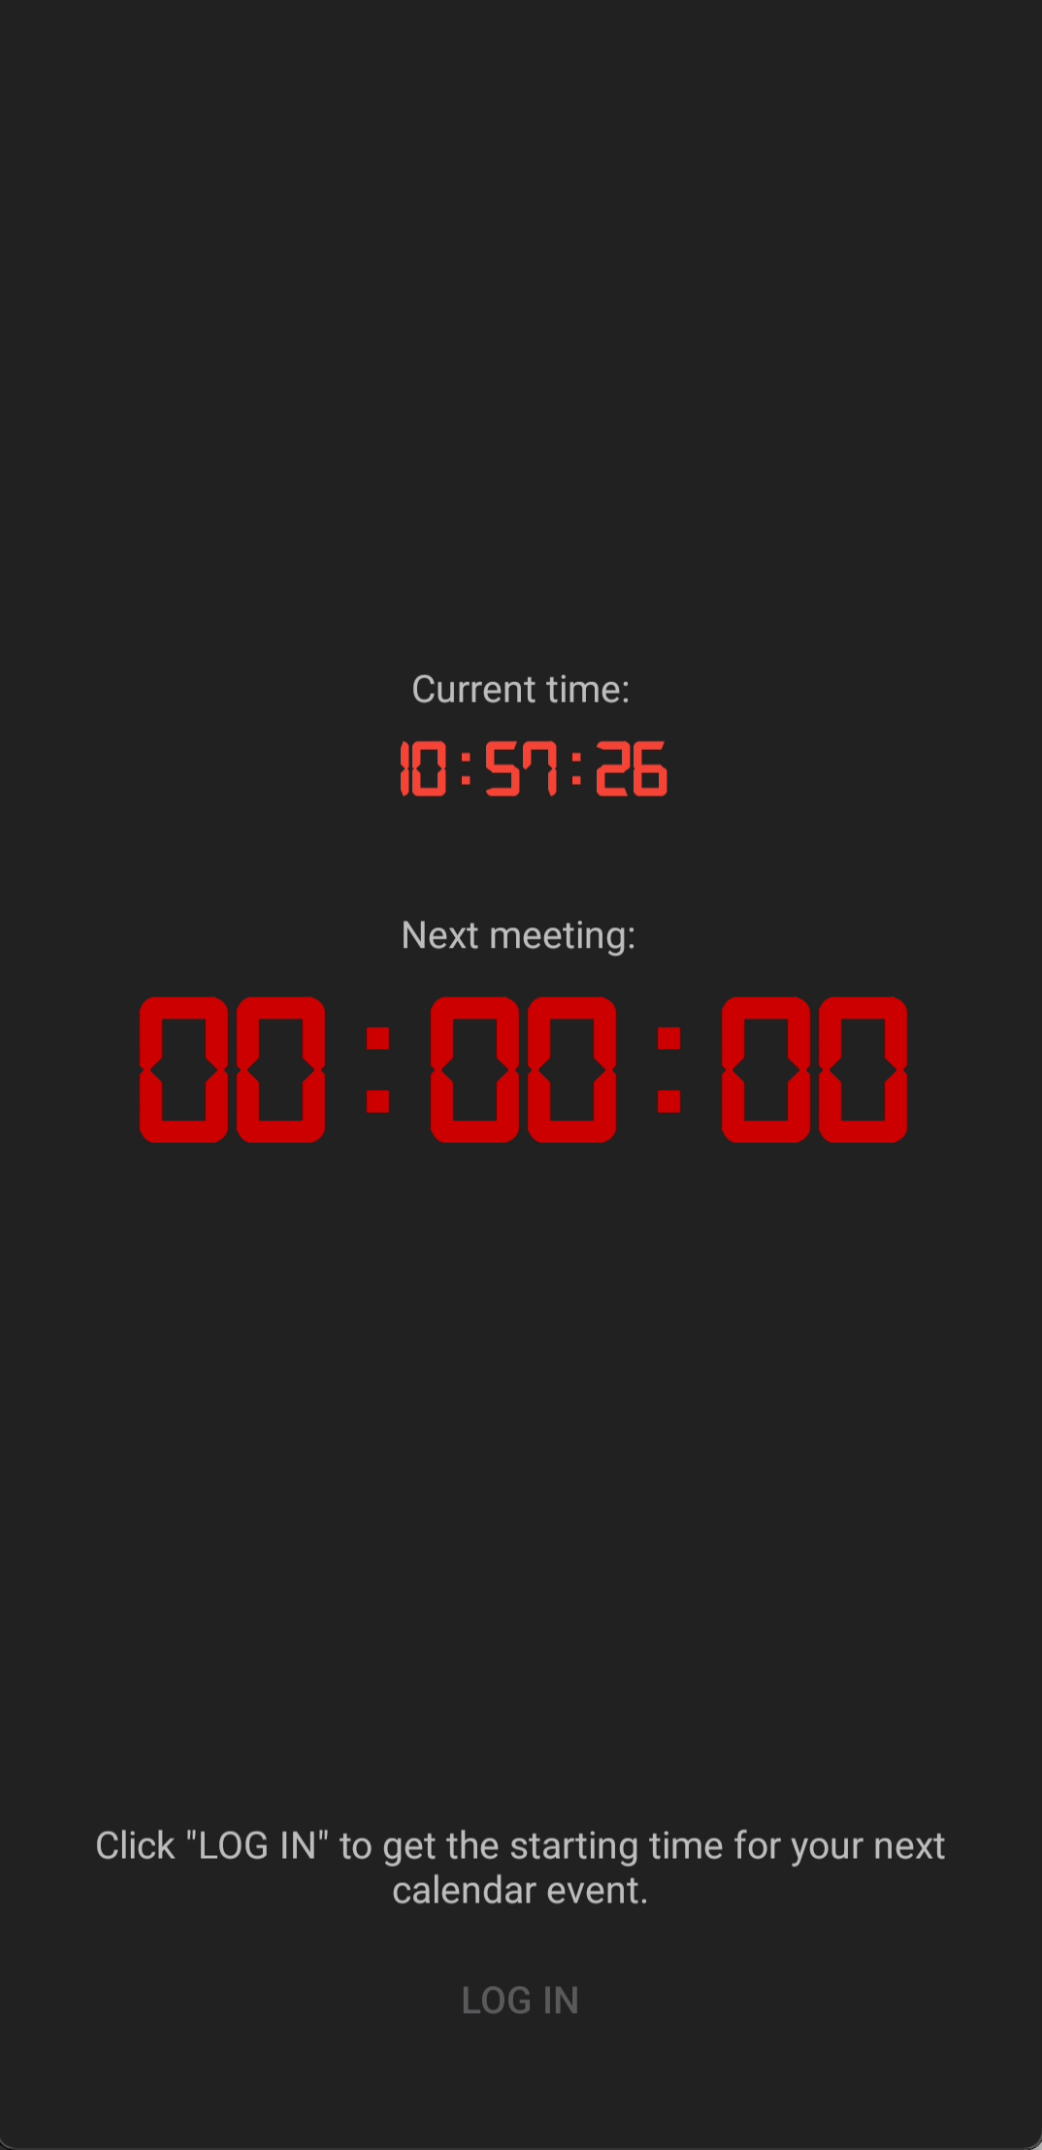 Current time:
10:57:26
Next meeting:
00:00:00
Click "LOG IN" to get the starting time for your next
calendar event.
LOG IN